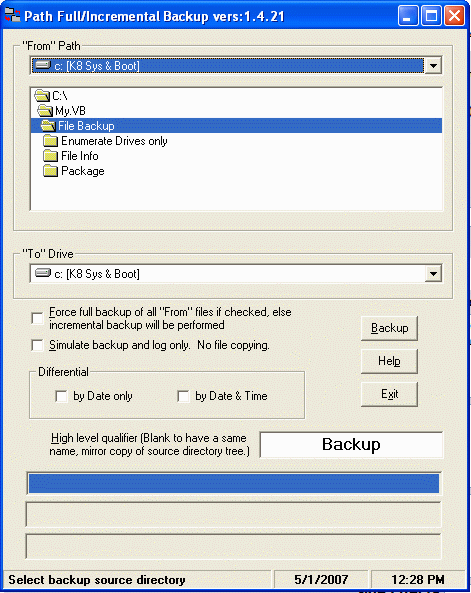 Path Full/Incremental Backup vers:1.4.21
"From" Path
c: [K8 Sys & Boot]
C:\
My.VB
File Backup
Enumerate Drives only
File Info
Package
"To" Drive
c: [K8 Sys & Boot]
Force full backup of all "From" files if checked, else
incremental backup will be performed
Simulate backup and log only.  No file copying.
Backup
Help
Exit
Differential
by Date only
by Date & Time
High level qualifier (Blank to have a same
name, mirror copy of source directory tree.)
Backup
Select backup source directory
5/1/2007
12:28 PM